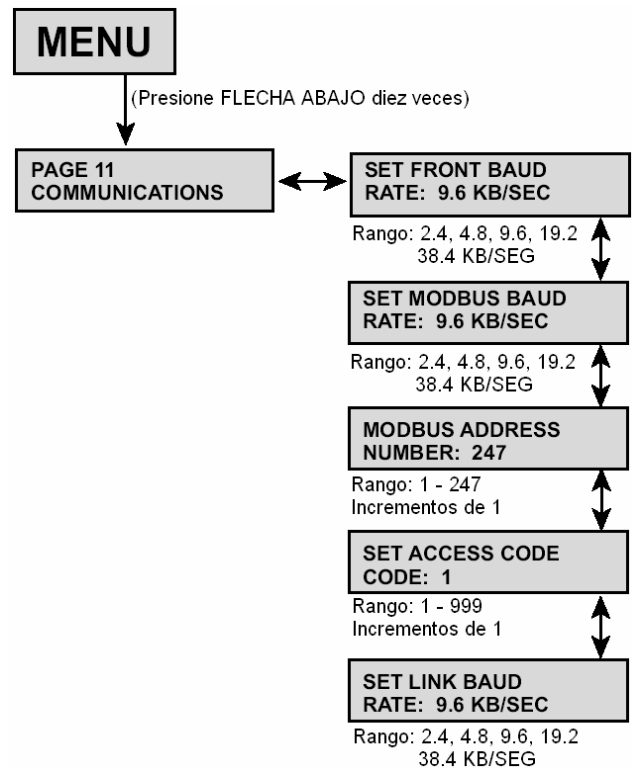 MENU
(Presione FLECHA ABAJO diez veces)
PAGE 11
COMMUNICATIONS
SET FRONT BAUD
RATE: 9.6 KB/SEC
Rango: 2.4, 4.8, 9.6, 19.2
38.4 KB/SEG
SET MODBUS BAUD
RATE: 9.6 KB/SEC
Rango: 2.4, 4.8, 9.6, 19.2
38.4 KB/SEG
MODBUS ADDRESS
NUMBER: 247
Rango: 1 - 247
Incrementos de 1
SET ACCESS CODE
CODE: 1
Rango: 1 - 999
Incrementos de 1
SET LINK BAUD
RATE: 9.6 KB/SEC
Rango: 2.4, 4.8, 9.6, 19.2
38.4 KB/SEG